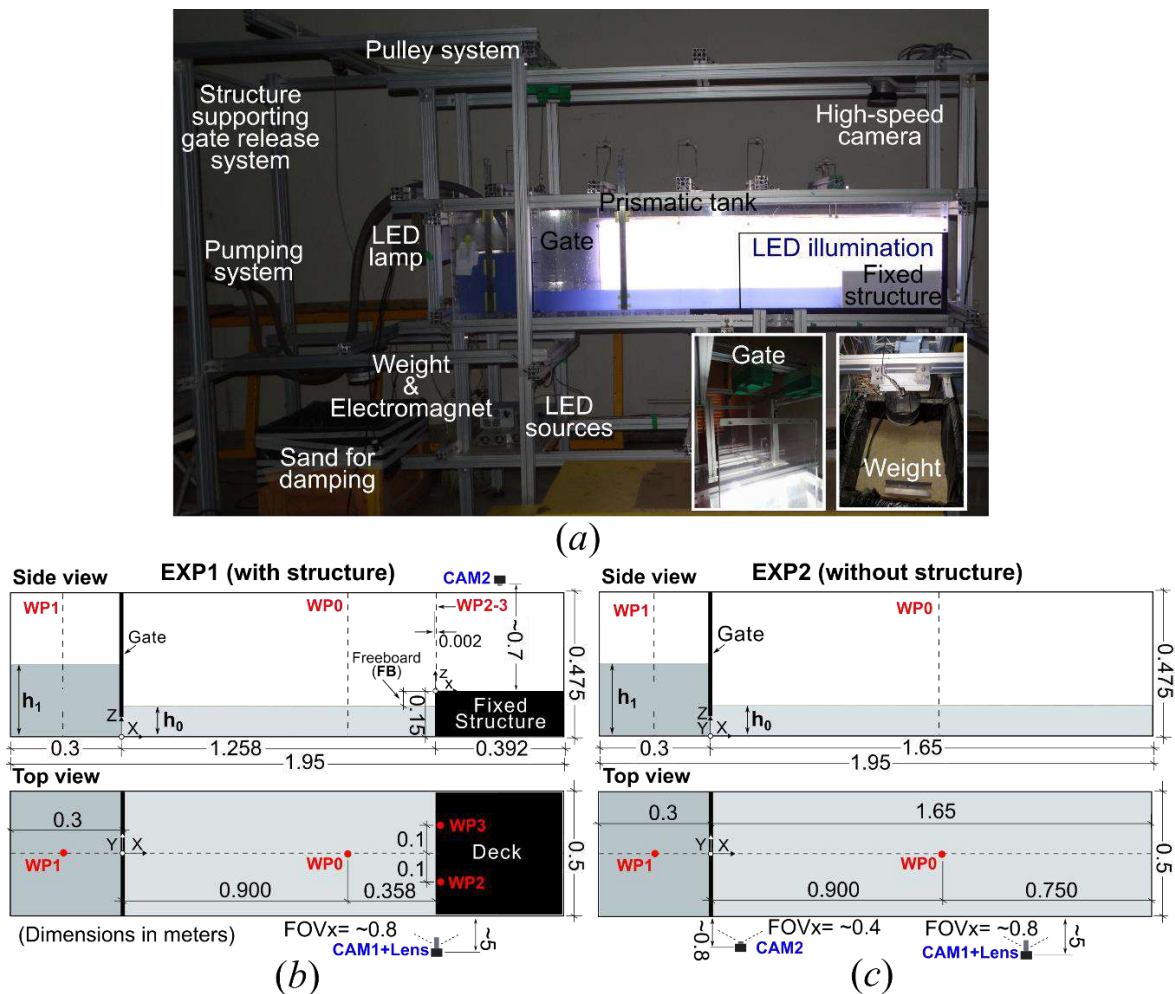 Pulley system
Structure
supporting
gate release
system
High-speed
camera
Prismatic tank
LED
lamp
Gate
LED illumination
Pumping
system
Fixed
structure
Weight
&
Electromagnet
LED
sources
Gate
Sand for
damping
Weight
(a)
Side view
EXP1 (with structure)
CAM2
WP1
WP0
WP2-3
Gate
0.002
~0.7
Freeboard
(FB)
Z
X
0.475
h1
h0
0.15
Fixed
Structure
Z
X
0.3
1.258
0.392
1.95
Top view
0.3
WP3
0.1
Y
X
WP1
WP0
Deck
0.1
WP2
0.5
0.900
0.358
(Dimensions in meters)
FOVx= ~0.8
~5
CAM1+Lens
(b)
Side view
EXP2 (without structure)
WP1
WP0
Gate
0.475
h1
h0
Z
Y
X
0.3
1.65
1.95
Top view
0.3
1.65
Y
X
WP1
WP0
0.5
0.900
0.750
~0.8
FOVx= ~0.4
CAM2
FOVx= ~0.8
~5
CAM1+Lens
(c)